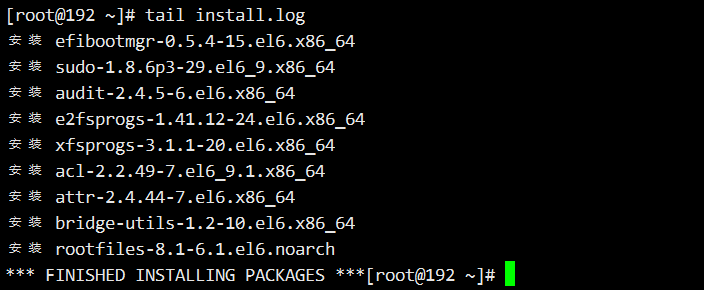 [root@192 ~]# tail install.log
安装 efibootmgr-0.5.4-15.el6.x86_64
安装 sudo-1.8.6p3-29.el6_9.x86_64
安装 audit-2.4.5-6.el6.x86_64
安装 e2fsprogs-1.41.12-24.el6.x86_64
安装 xfsprogs-3.1.1-20.el6.x86_64
安装 acl-2.2.49-7.el6_9.1.x86_64
安装 attr-2.4.44-7.el6.x86_64
安装 bridge-utils-1.2-10.el6.x86_64
安装 rootfiles-8.1-6.1.el6.noarch
*** FINISHED INSTALLING PACKAGES ***[root@192 ~]#